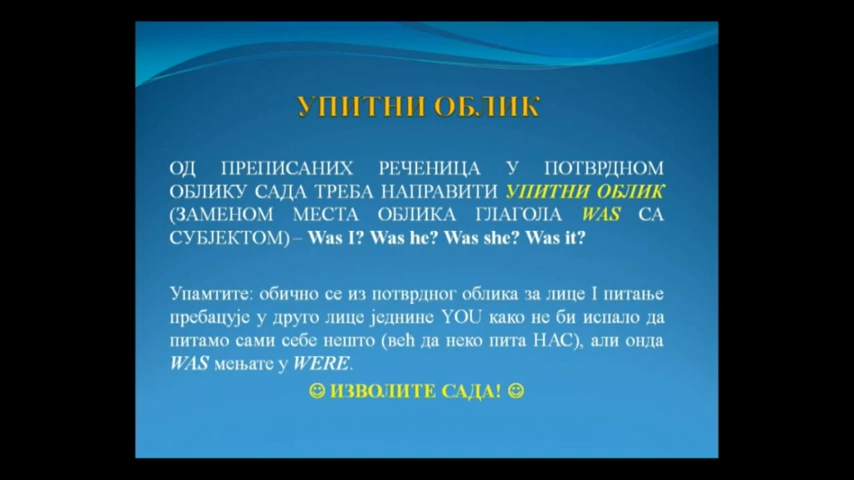 УПИТНИ ОБЛИК
ОД ПРЕПИСАНИХ РЕЧЕНИЦА У ПОТВРДНОМ
ОБЛИКУ САДА ТРЕБА НАПРАВИТИ УПИТНИ ОБЛИК
(ЗАМЕНОМ МЕСТА ОБЛИКА ГЛАГОЛА WAS СА
СУБЈЕКТОМ) – Was I? Was he? Was she? Was it?
Упамтите: обично се из потврдног облика за лице I питање
пребацује у друго лице једнине YOU како не би испало да
питамо сами себе нешто (већ да неко пита НАС), али онда
WAS мењате у WERE.
☺ ИЗВОЛИТЕ САДА! ☺